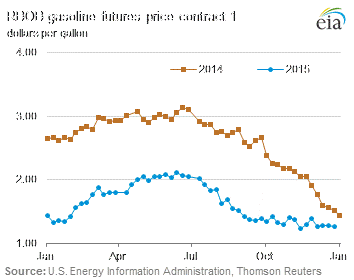 RBOB gasoline futures price contract 1
dollars per gallon
eia
4.00
2014
2015
3.00
2.00
1.00
Jan
Apr
Jul
Oct
Jan
Source: U.S. Energy Information Administration, Thomson Reuters